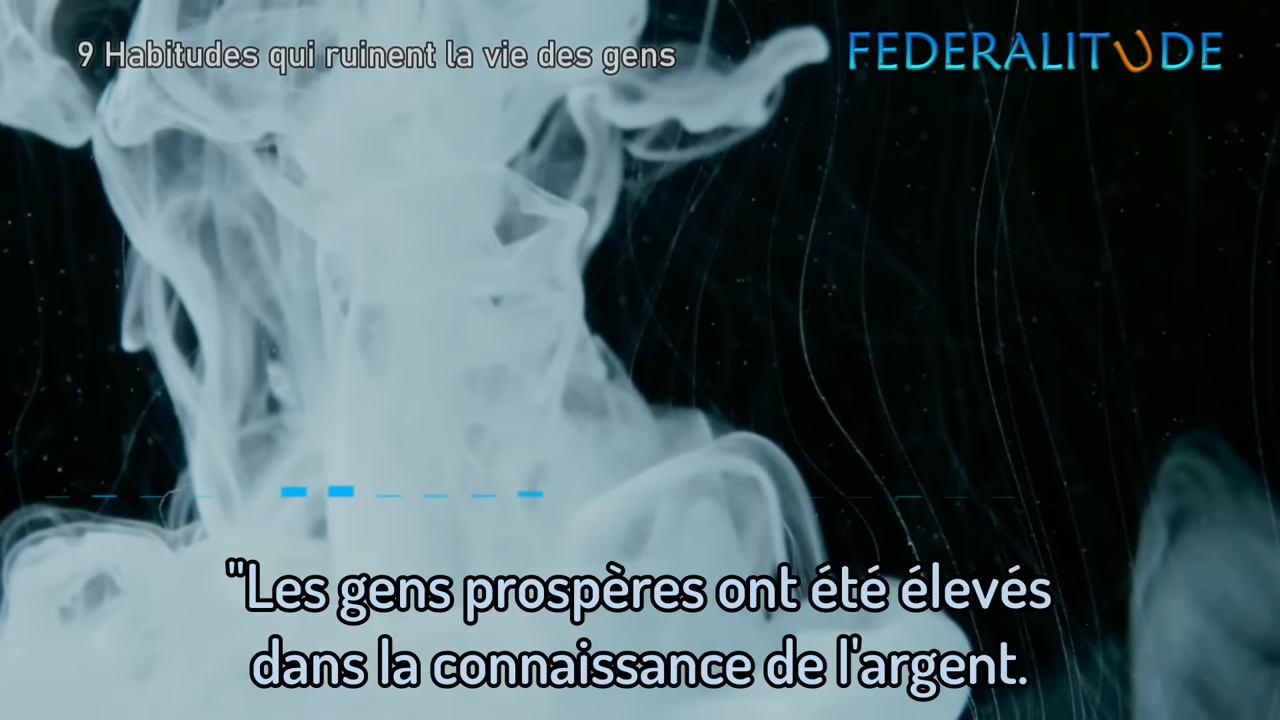 9 Habitudes qui ruinent la vie des gens
FEDERALITUDE
"Les gens prospères ont été élevés
dans la connaissance de l'argent.